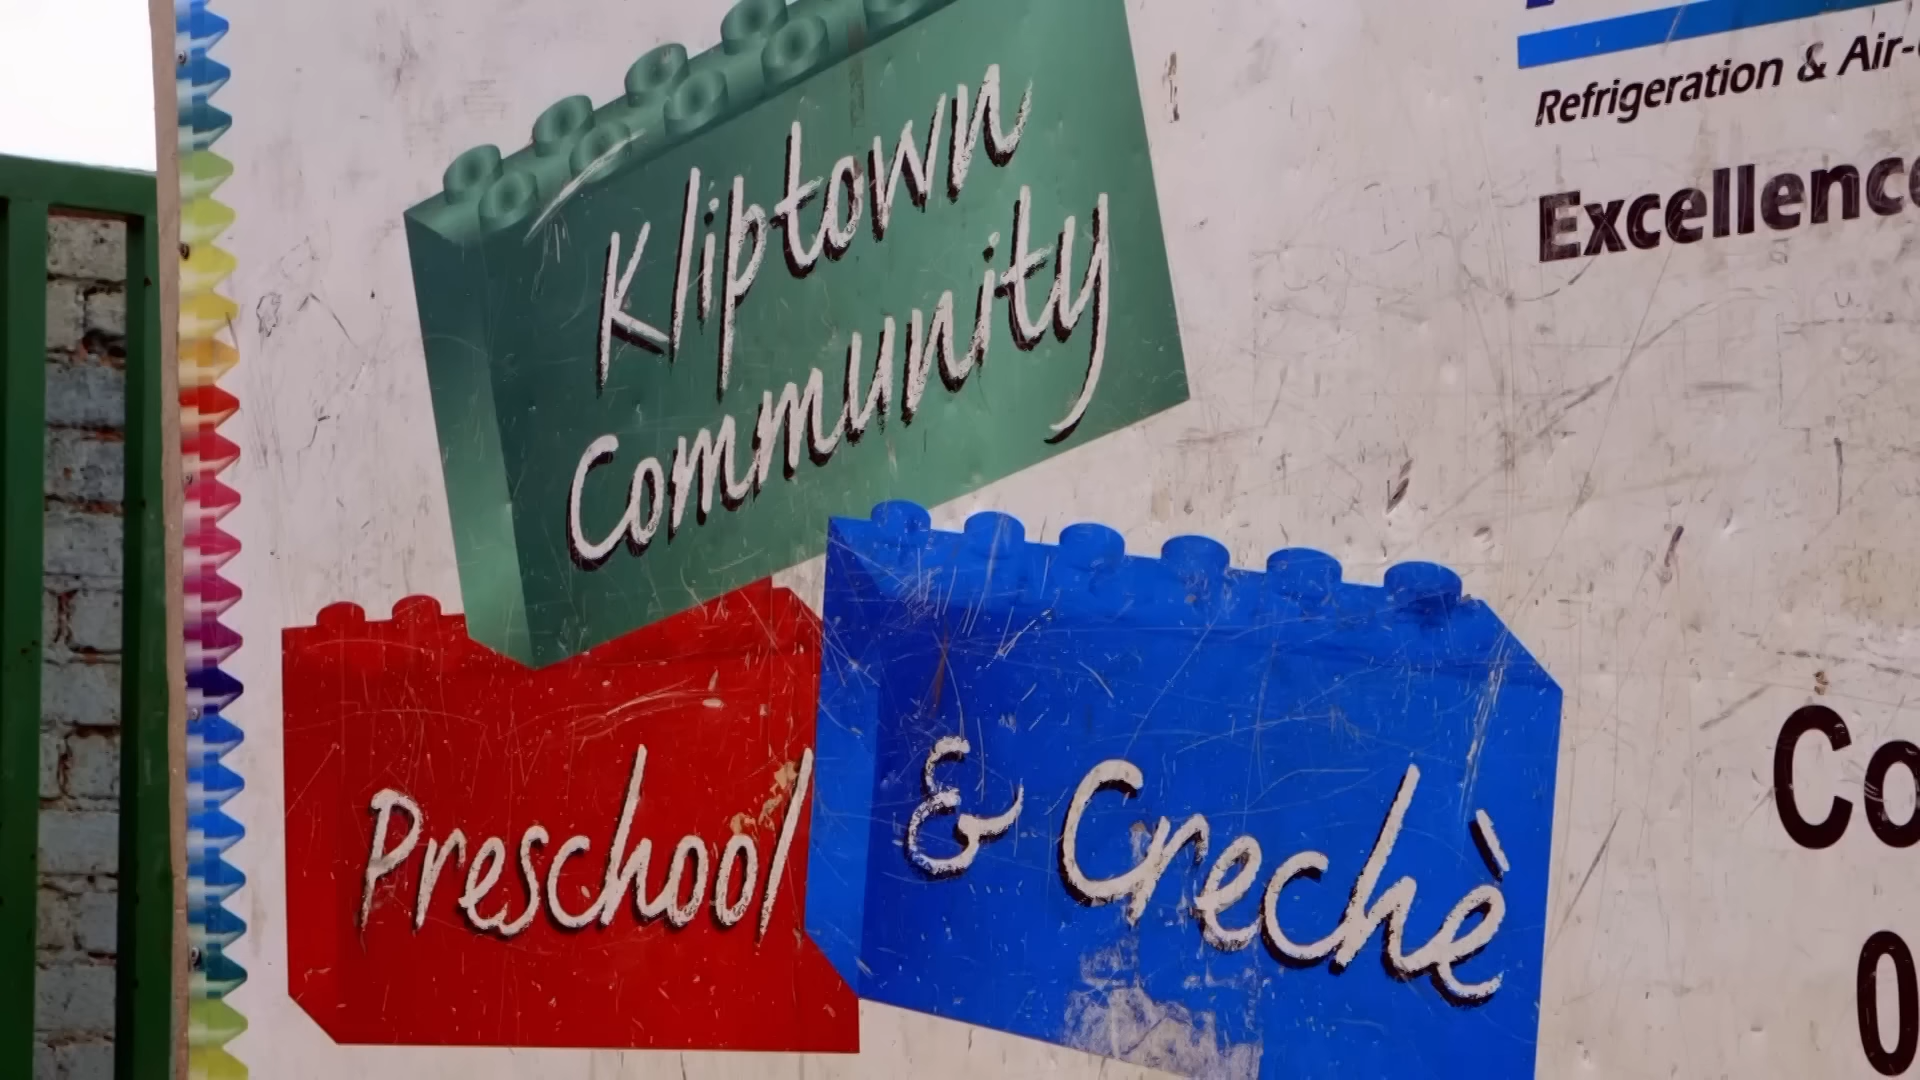 Kliptown
Community
Preschool
& Crechè
Refrigeration & Air-
Excellence
Co
0